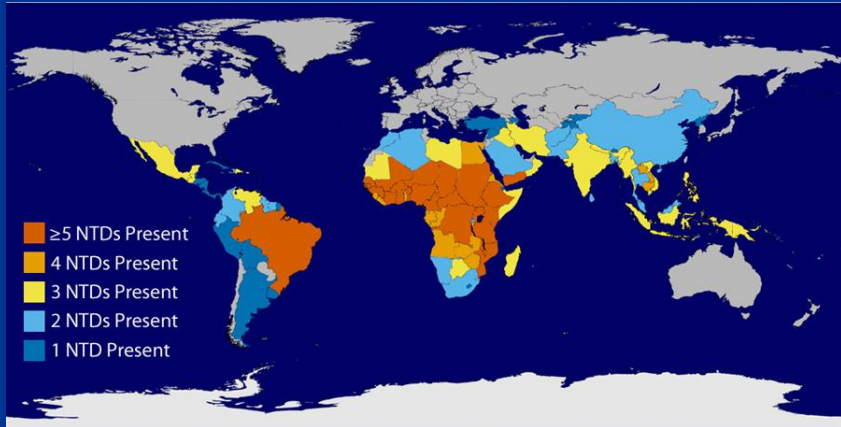 ≥5 NTDs Present
4 NTDs Present
3 NTDs Present
2 NTDs Present
1 NTD Present